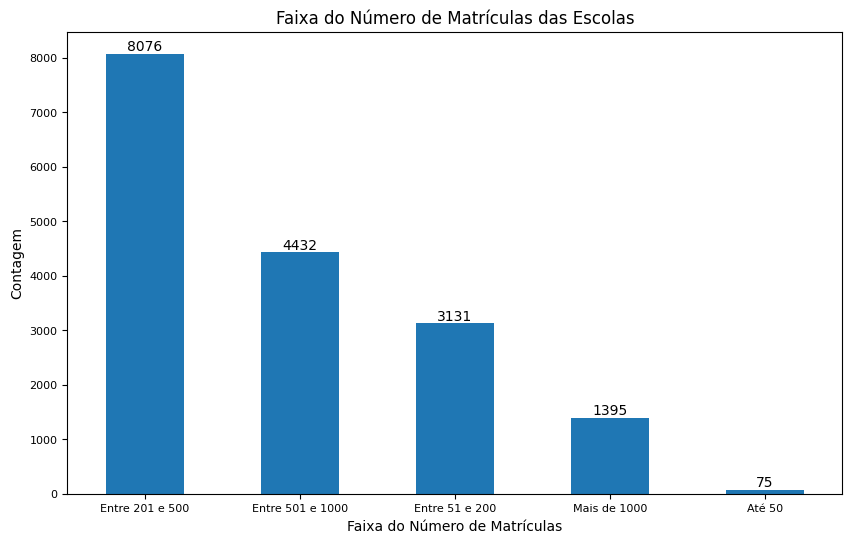 Faixa do Número de Matrículas das Escolas
8076
4432
3131
1395
75
8000
7000
6000
5000
4000
3000
2000
1000
0
Contagem
Entre 201 e 500
Entre 501 e 1000
Entre 51 e 200
Mais de 1000
Até 50
Faixa do Número de Matrículas